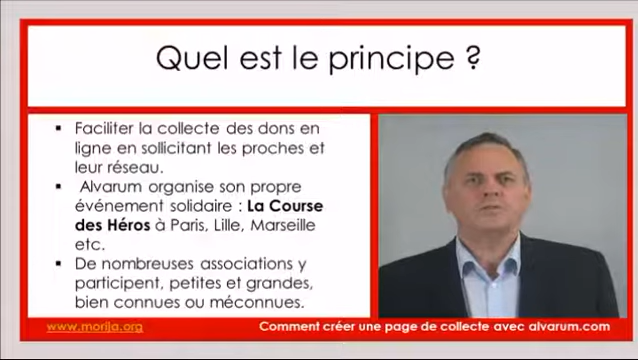 Quel est le principe ?
▪ Faciliter la collecte des dons en
ligne en sollicitant les proches et
leur réseau.
▪ Alvarum organise son propre
événement solidaire : La Course
des Héros à Paris, Lille, Marseille
etc.
▪ De nombreuses associations y
participent, petites et grandes,
bien connues ou méconnues.
www.morija.org
Comment créer une page de collecte avec alvarum.com